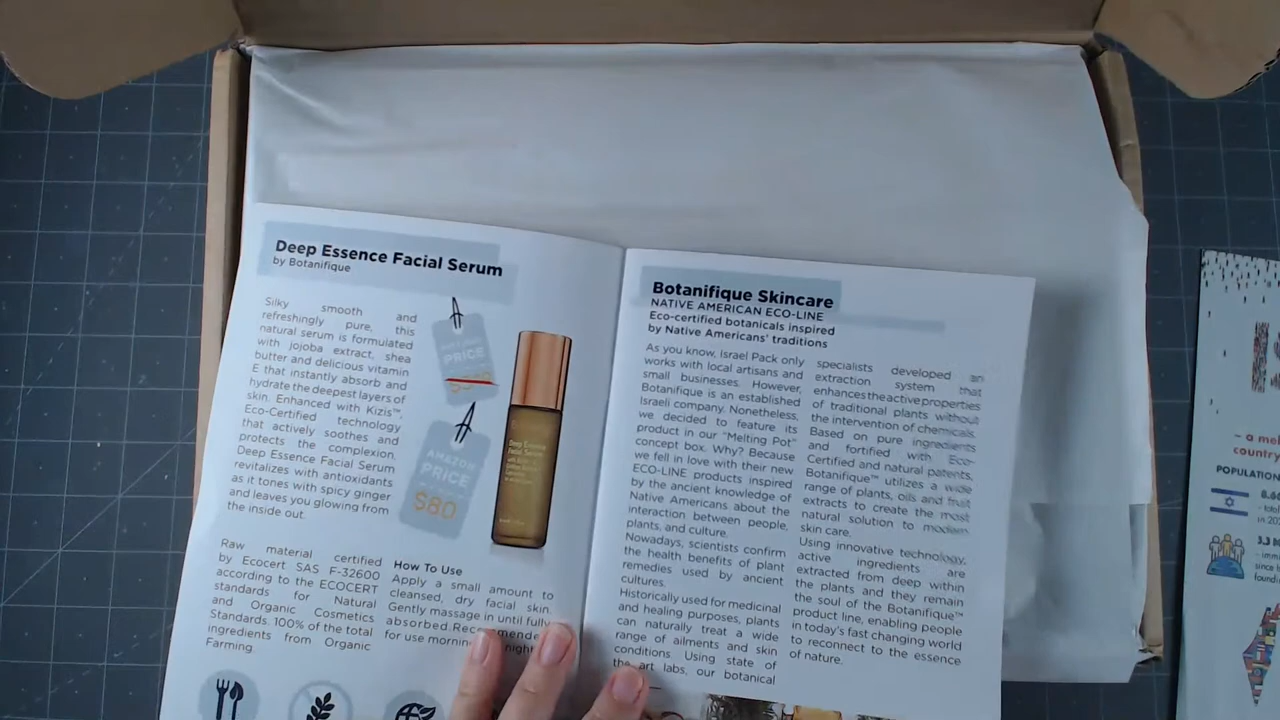 Deep Essence Facial Serum
by Botanifique
Silky smooth and
refreshingly pure, this
natural serum is formulated
with jojoba extract, shea
butter and delicious vitamin
E that instantly absorb and
hydrate the deepest layers of
skin. Enhanced with Kizis™,
Eco-Certified technology
that actively soothes and
protects the complexion.
Deep Essence Facial Serum
revitalizes with antioxidants
as it tones with spicy ginger
and leaves you glowing from
the inside out.
PRICE
AMAZON
PRICE
$80
Deep Essence
Facial Serum
Raw material certified
by Ecocert SAS F-32600
according to the ECOCERT
standards for Natural
and Organic Cosmetics
Standards. 100% of the total
ingredients from Organic
Farming.
How To Use
Apply a small amount to
cleansed, dry facial skin.
Gently massage in until fully
absorbed.
for use
Botanifique Skincare
NATIVE AMERICAN ECO-LINE
Eco-certified botanicals inspired
by Native Americans' traditions
As you know, Israel Pack only
works with local artisans and
small businesses. However,
Botanifique is an established
Israeli company. Nonetheless,
we decided to feature its
product in our "Melting Pot"
concept box. Why? Because
we fell in love with their new
ECO-LINE products inspired
by the ancient knowledge of
Native Americans about the
interaction between people,
plants, and culture.
Nowadays, scientists confirm
the health benefits of plant
remedies used by ancient
cultures.
Historically used for medicinal
and healing purposes, plants
can naturally treat a wide
range of ailments and skin
conditions. Using state of
the art labs, our botanical
specialists developed an
extraction system that
enhances the active properties
of traditional plants without
the intervention of chemicals.
Based on pure ingredients
and fortified with Eco-
Certified and natural patents,
Botanifique™ utilizes a wide
range of plants, oils and fruit
extracts to create the most
natural solution to modern
skin care.
Using innovative technology,
active ingredients are
extracted from deep within
the plants and they remain
the soul of the Botanifique™
product line, enabling people
in today's fast changing world
to reconnect to the essence
of nature.
– a mel
country
POPULATION